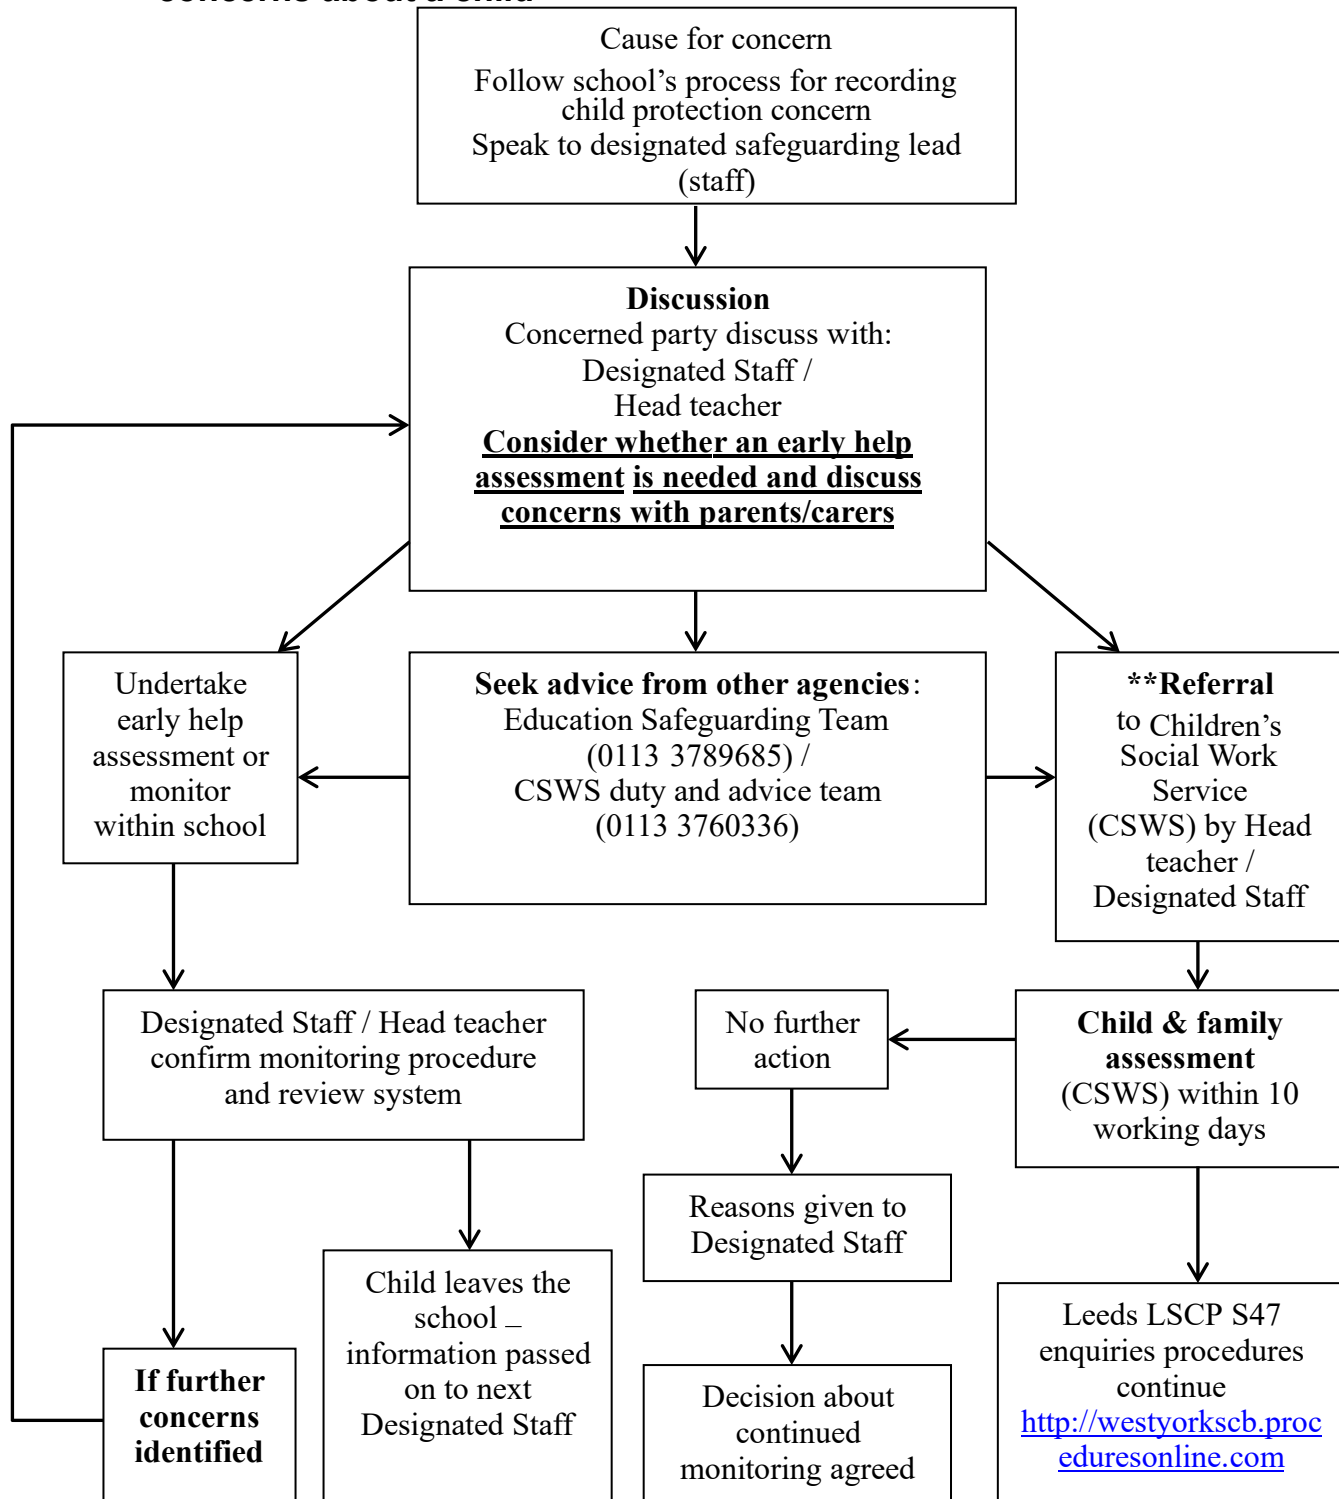 concerns about a child
Cause for concern
Follow school’s process for recording
child protection concern
Speak to designated safeguarding lead
(staff)
Discussion
Concerned party discuss with:
Designated Staff /
Head teacher
Consider whether an early help
assessment is needed and discuss
concerns with parents/carers
Undertake
early help
assessment or
monitor
within school
Seek advice from other agencies:
Education Safeguarding Team
(0113 3789685) /
CSWS duty and advice team
(0113 3760336)
**Referral
to Children’s
Social Work
Service
(CSWS) by Head
teacher /
Designated Staff
Designated Staff / Head teacher
confirm monitoring procedure
and review system
No further
action
Child & family
assessment
(CSWS) within 10
working days
Reasons given to
Designated Staff
Child leaves the
school –
information passed
on to next
Designated Staff
Leeds LSCP S47
enquiries procedures
continue
http://westyorkscb.proc
eduresonline.com
If further
concerns
identified
Decision about
continued
monitoring agreed